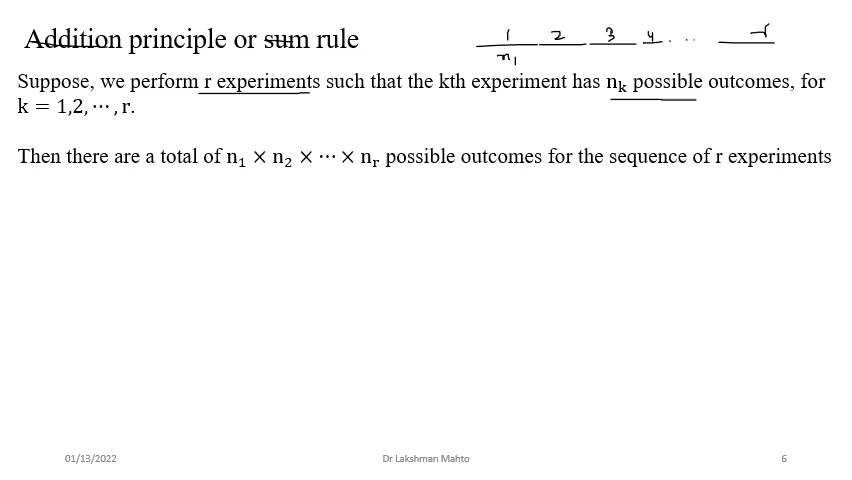 Addition principle or sum rule
1 2 3 4 . .. r
n₁
Suppose, we perform r experiments such that the kth experiment has nₖ possible outcomes, for
k = 1,2, ⋯ , r.
Then there are a total of n₁ × n₂ × ⋯ × nᵣ possible outcomes for the sequence of r experiments
01/13/2022 Dr Lakshman Mahto 6